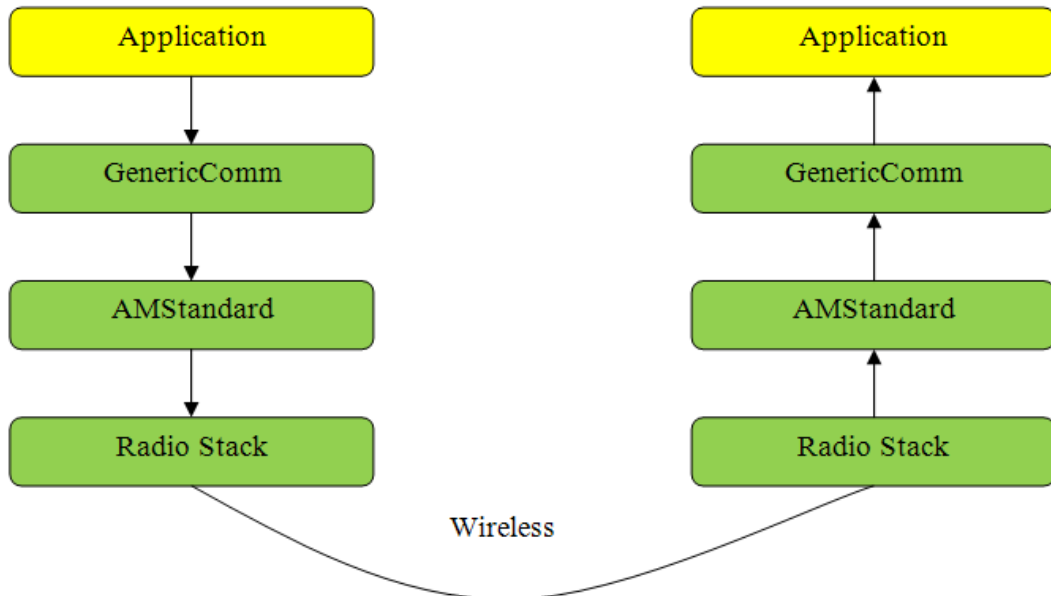 Application
GenericComm
AMStandard
Radio Stack
Application
GenericComm
AMStandard
Radio Stack
Wireless